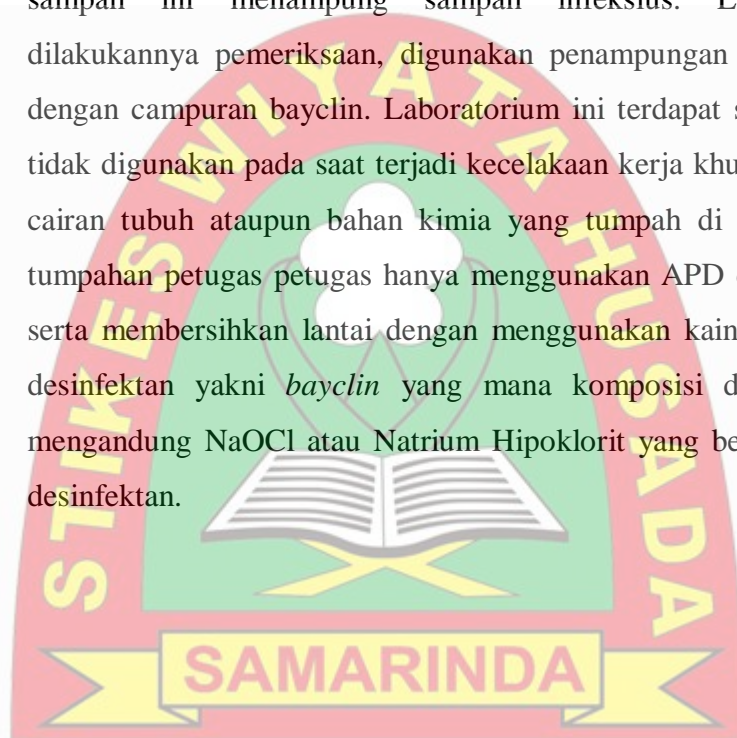 sampah ini menampung sampah infeksius. L
dilakukannya pemeriksaan, digunakan penampungan
dengan campuran bayclin. Laboratorium ini terdapat s
tidak digunakan pada saat terjadi kecelakaan kerja khu
cairan tubuh ataupun bahan kimia yang tumpah di
tumpahan petugas petugas hanya menggunakan APD
serta membersihkan lantai dengan menggunakan kain
desinfektan yakni bayclin yang mana komposisi d
mengandung NaOCl atau Natrium Hipoklorit yang be
desinfektan.
STIKES WIYATA HUSADA
SAMARINDA